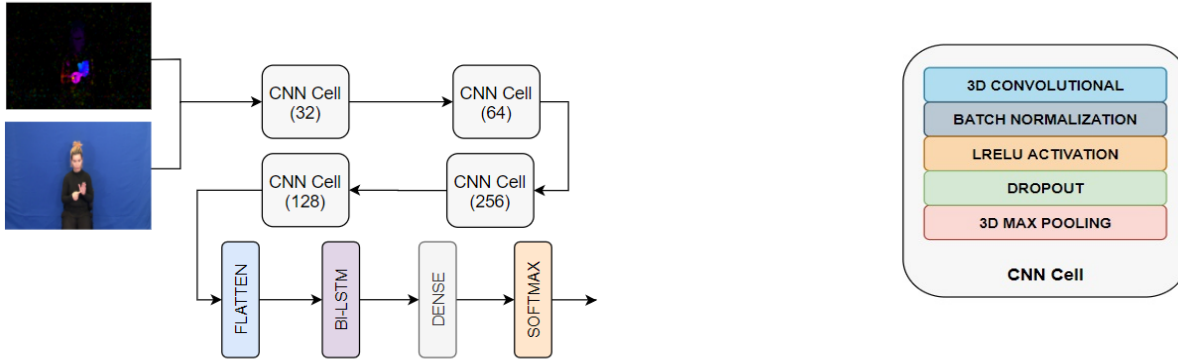 CNN Cell
(32)
CNN Cell
(64)
CNN Cell
(128)
CNN Cell
(256)
FLATTEN
BI-LSTM
DENSE
SOFTMAX
3D CONVOLUTIONAL
BATCH NORMALIZATION
LRELU ACTIVATION
DROPOUT
3D MAX POOLING
CNN Cell